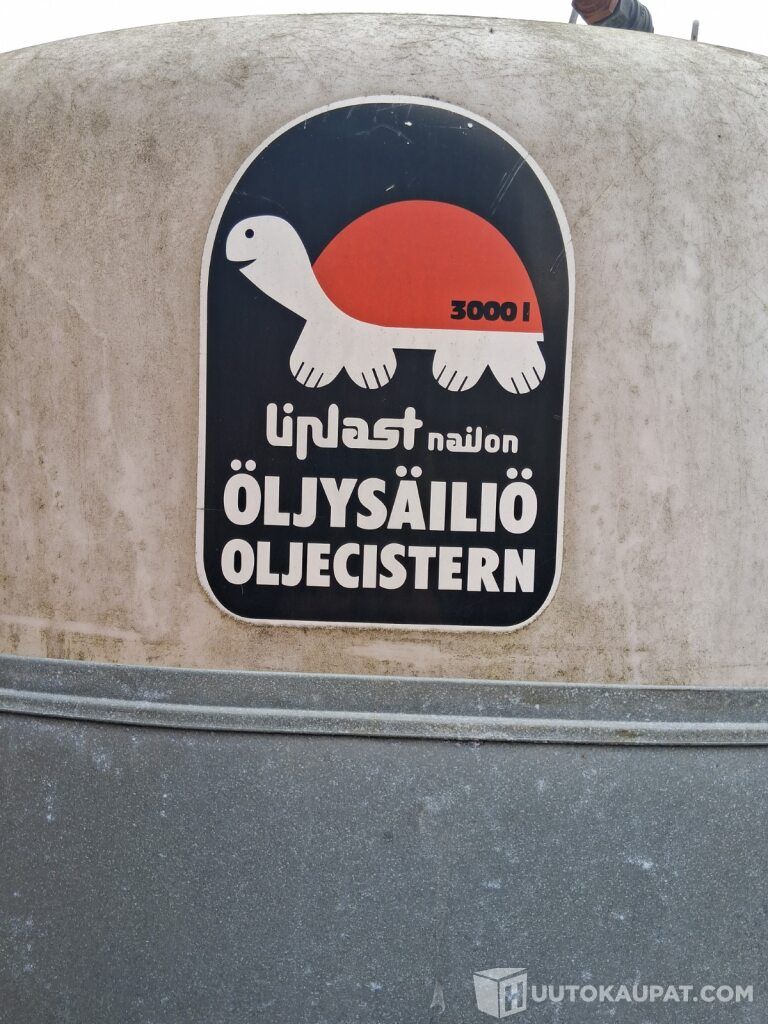 3000 l
Liplast nailon
ÖLJYSÄILIÖ
OLJECISTERN
HUUTOKAUPAT.COM